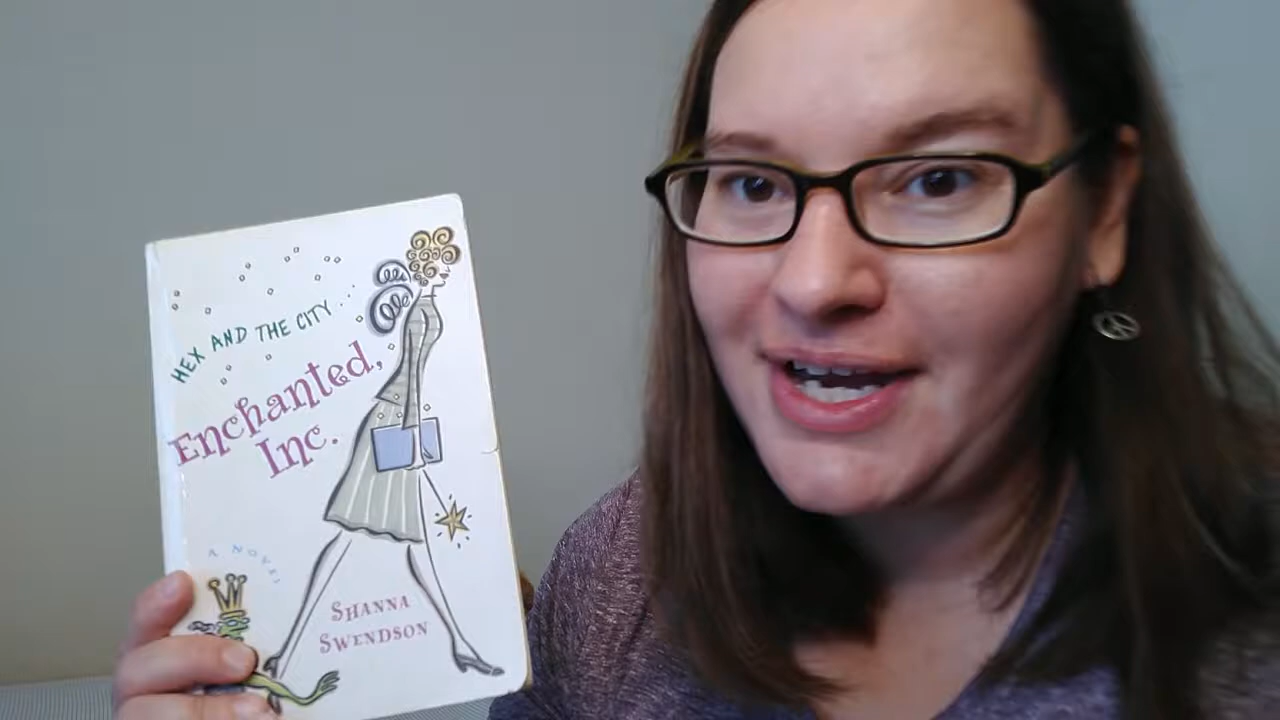 HEX AND THE CITY...
Enchanted,
Inc.
A NOVEL
SHANNA
SWENDSON